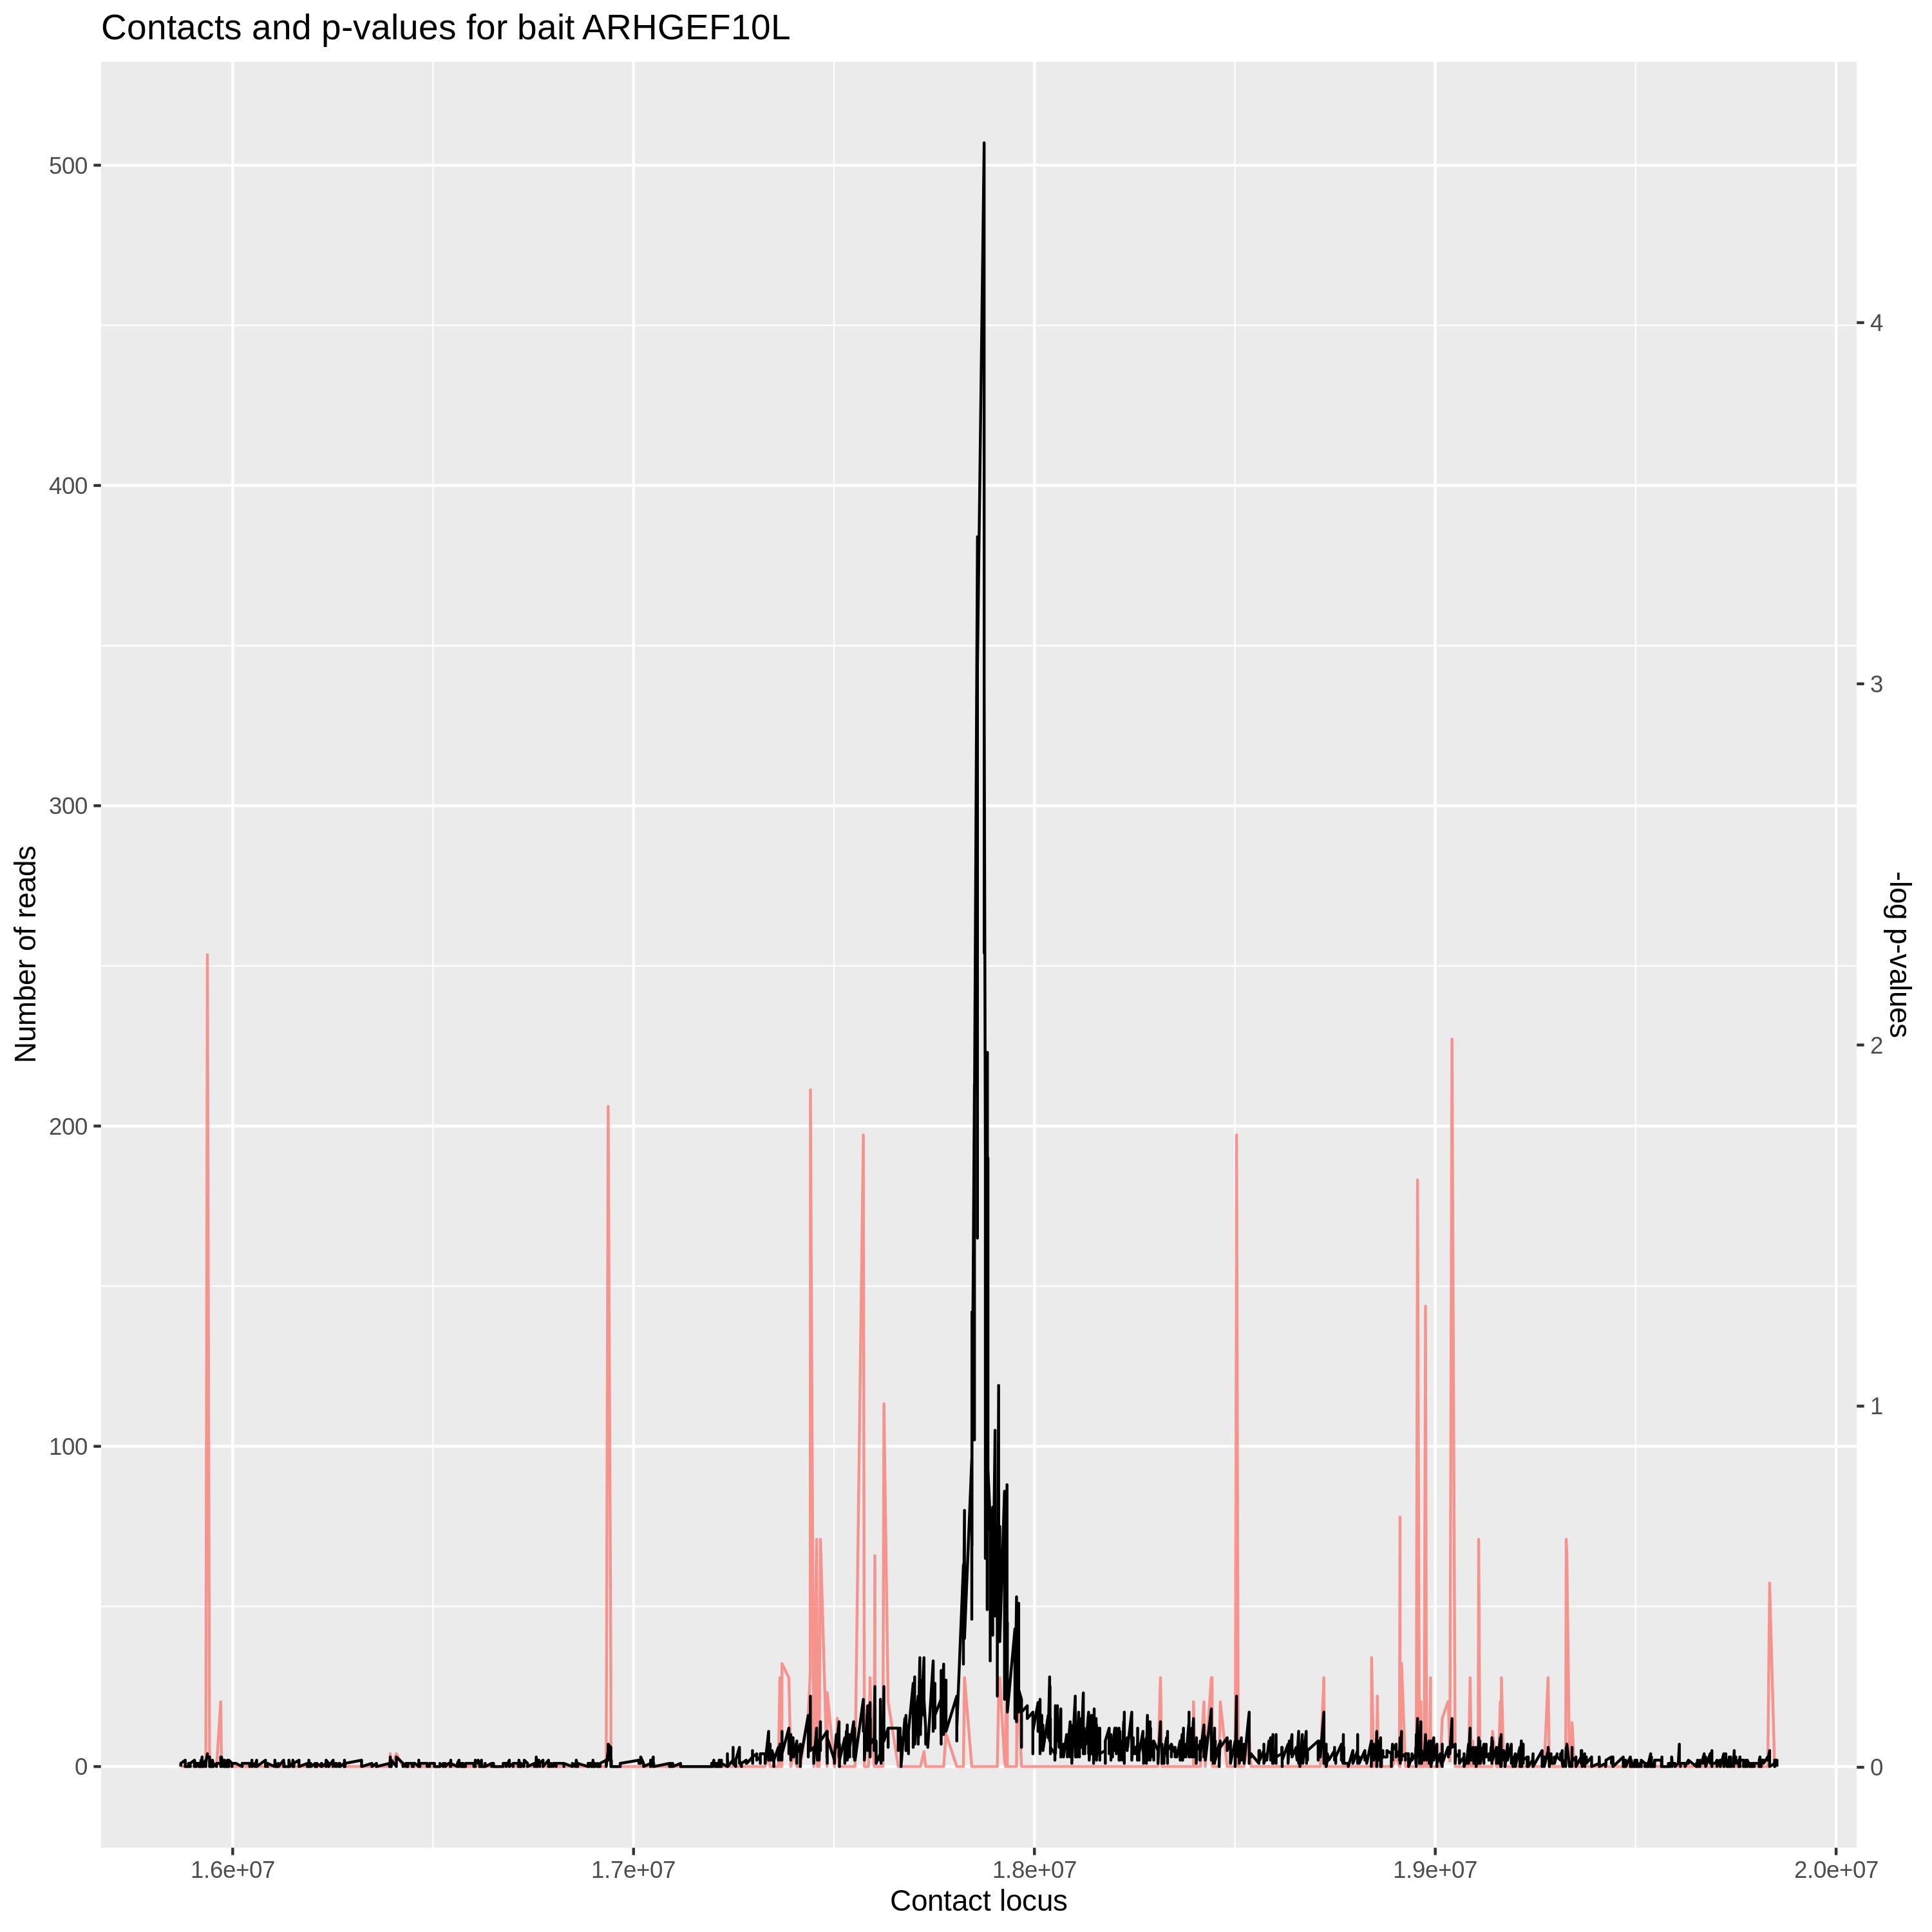 Contacts and p-values for bait ARHGEF10L
500
400
300
200
100
0
Number of reads
4
3
2
1
0
-log p-values
1.6e+07
1.7e+07
1.8e+07
1.9e+07
2.0e+07
Contact locus